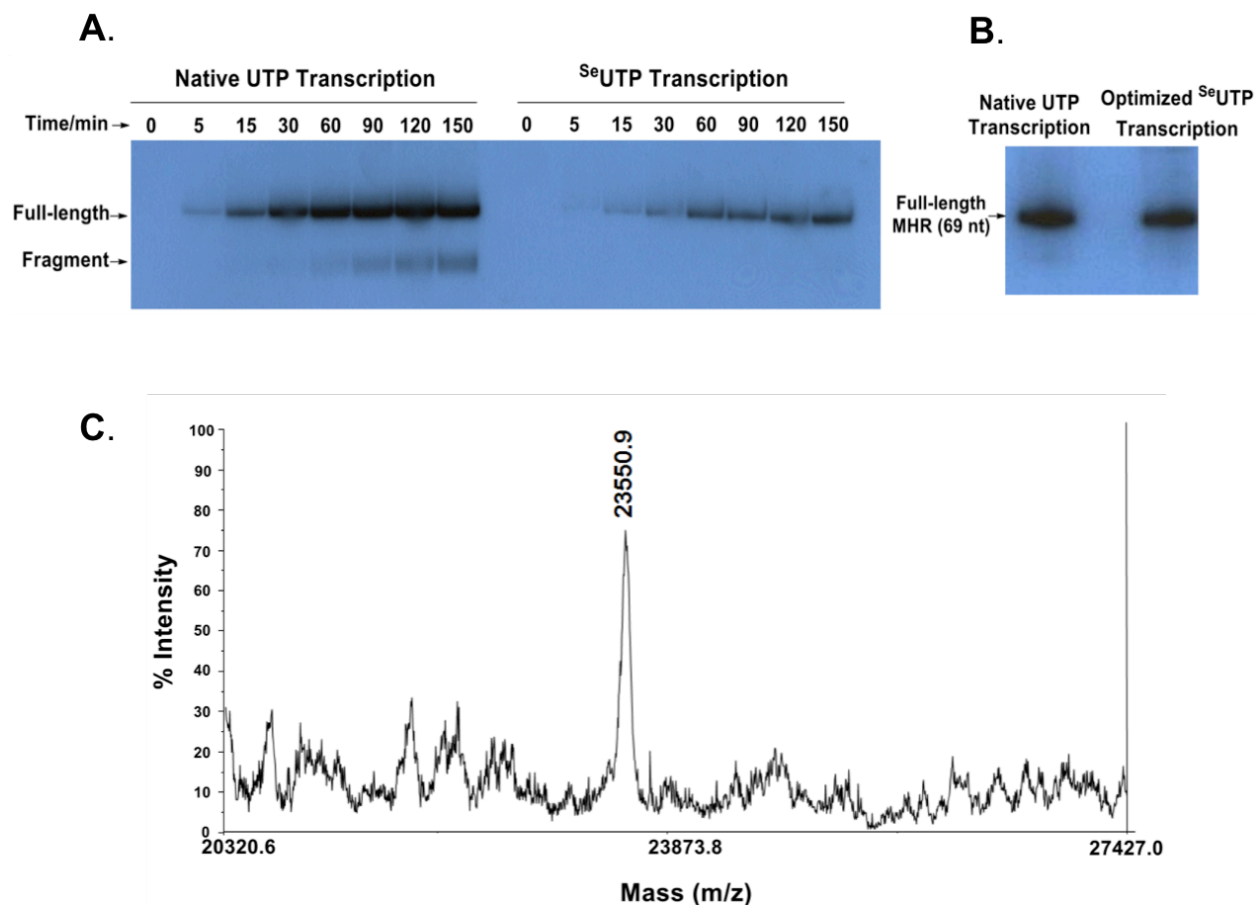 A.
Native UTP Transcription
SeUTP Transcription
Time/min 0 5 15 30 60 90 120 150 0 5 15 30 60 90 120 150
Full-length
Fragment
B.
Native UTP
Transcription
Optimized SeUTP
Transcription
Full-length
MHR (69 nt)
C.
% Intensity
100
90
80
70
60
50
40
30
20
10
0
23550.9
20320.6
23873.8
27427.0
Mass (m/z)